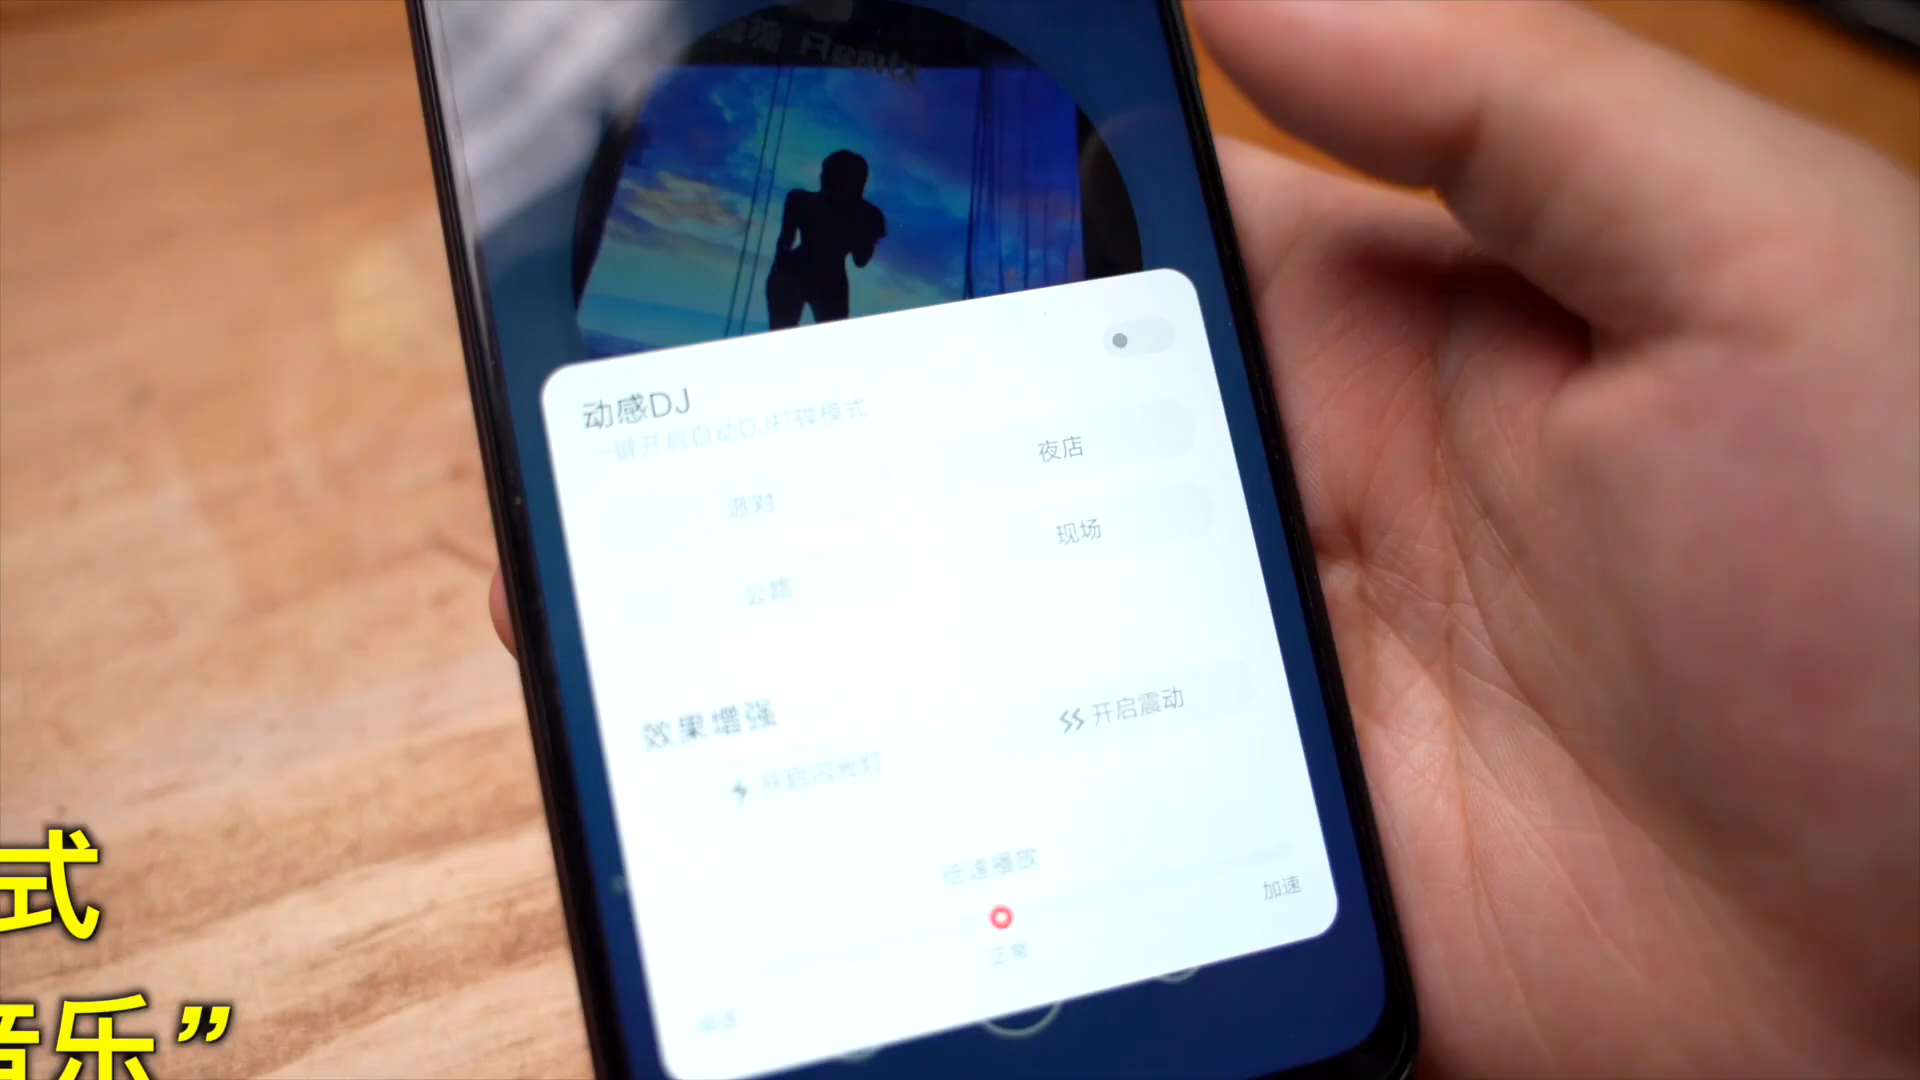 动感DJ
一键开启自动DJ打碟模式
派对
夜店
公路
现场
效果增强
开启闪光灯
开启震动
倍速播放
正常
加速
减速
式
音乐”